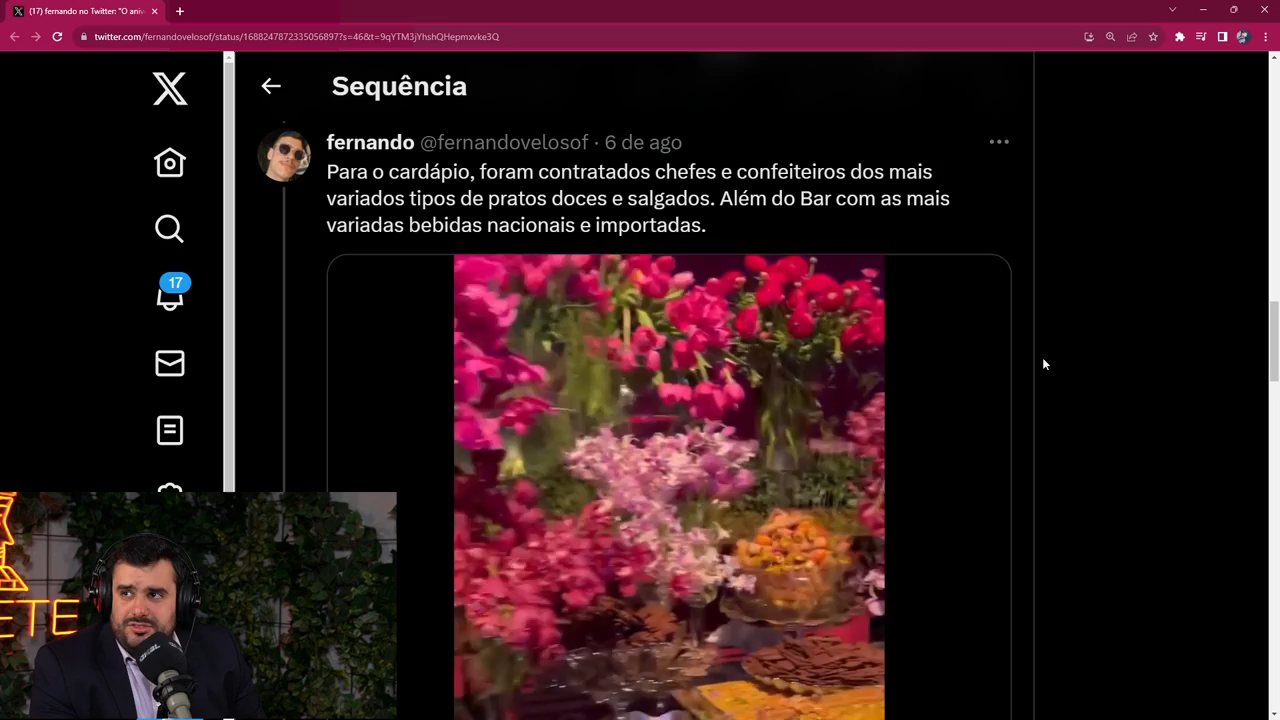 (17) fernando no Twitter: "O aniv
twitter.com/fernandovelosof/status/1688247872335056897?s=46&t=9qYTM3jYhshQHepmxvke3Q
Sequência
fernando @fernandovelosof · 6 de ago
Para o cardápio, foram contratados chefes e confeiteiros dos mais
variados tipos de pratos doces e salgados. Além do Bar com as mais
variadas bebidas nacionais e importadas.
17
ETE